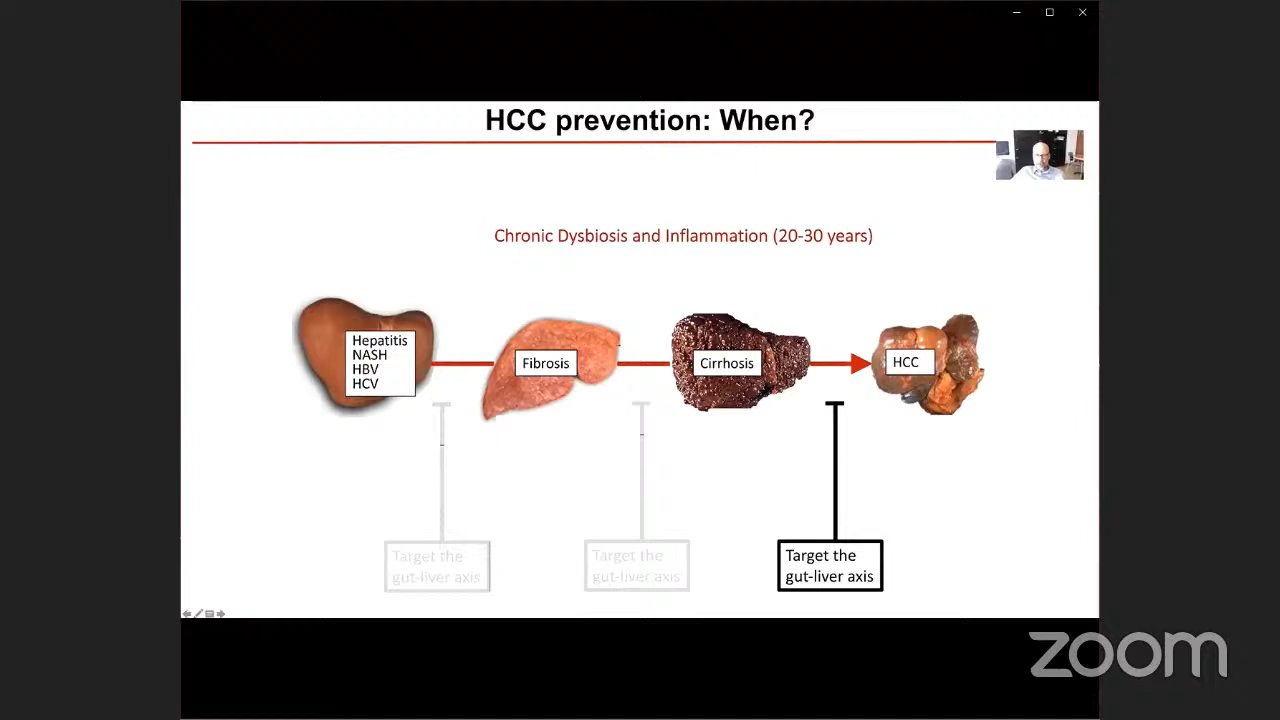 HCC prevention: When?
Chronic Dysbiosis and Inflammation (20-30 years)
Hepatitis
NASH
HBV
HCV
Fibrosis
Cirrhosis
HCC
Target the
gut-liver axis
Target the
gut-liver axis
Target the
gut-liver axis
zoom